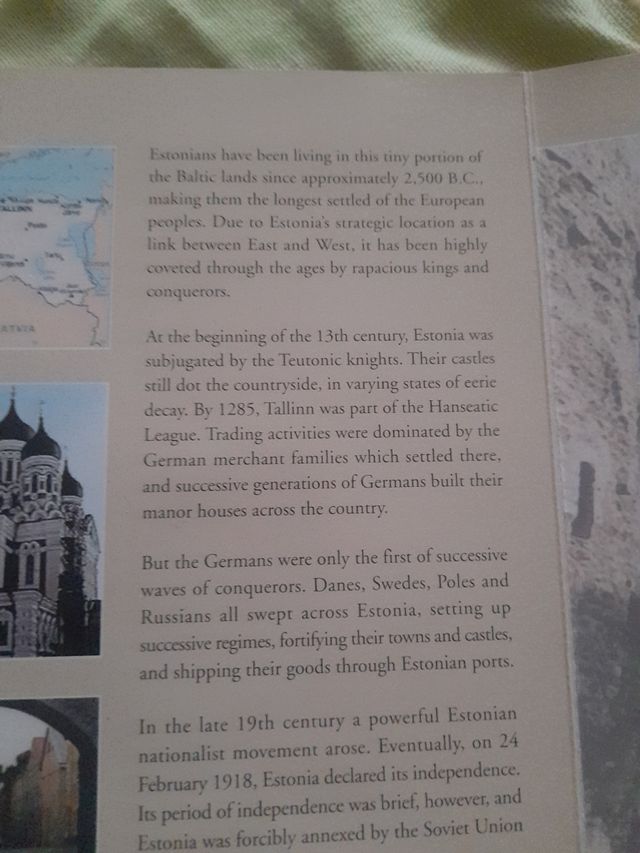 TALLINN
Estonians have been living in this tiny portion of
the Baltic lands since approximately 2,500 B.C.,
making them the longest settled of the European
peoples. Due to Estonia's strategic location as a
link between East and West, it has been highly
coveted through the ages by rapacious kings and
conquerors.
At the beginning of the 13th century, Estonia was
subjugated by the Teutonic knights. Their castles
still dot the countryside, in varying states of eerie
decay. By 1285, Tallinn was part of the Hanseatic
League. Trading activities were dominated by the
German merchant families which settled there,
and successive generations of Germans built their
manor houses across the country.
But the Germans were only the first of successive
waves of conquerors. Danes, Swedes, Poles and
Russians all swept across Estonia, setting up
successive regimes, fortifying their towns and castles,
and shipping their goods through Estonian ports.
In the late 19th century a powerful Estonian
nationalist movement arose. Eventually, on 24
February 1918, Estonia declared its independence.
Its period of independence was brief, however, and
Estonia was forcibly annexed by the Soviet Union